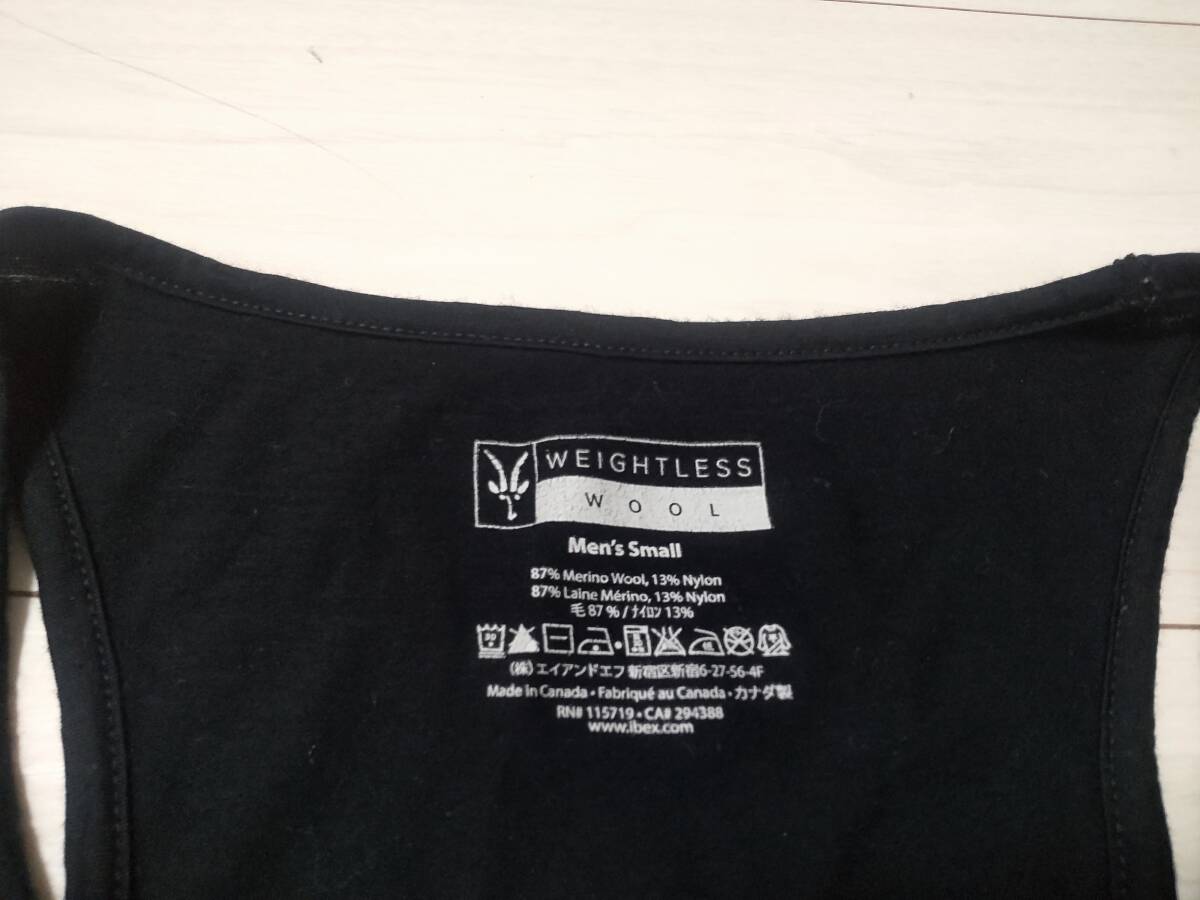 WEIGHTLESS
WOOL
Men's Small
87% Merino Wool, 13% Nylon
87% Laine Mérino, 13% Nylon
毛 87 % / ナイロン 13%
(株) エイアンドエフ 新宿区新宿6-27-56-4F
Made in Canada • Fabriqué au Canada • カナダ製
RN# 115719 • CA# 294388
www.ibex.com